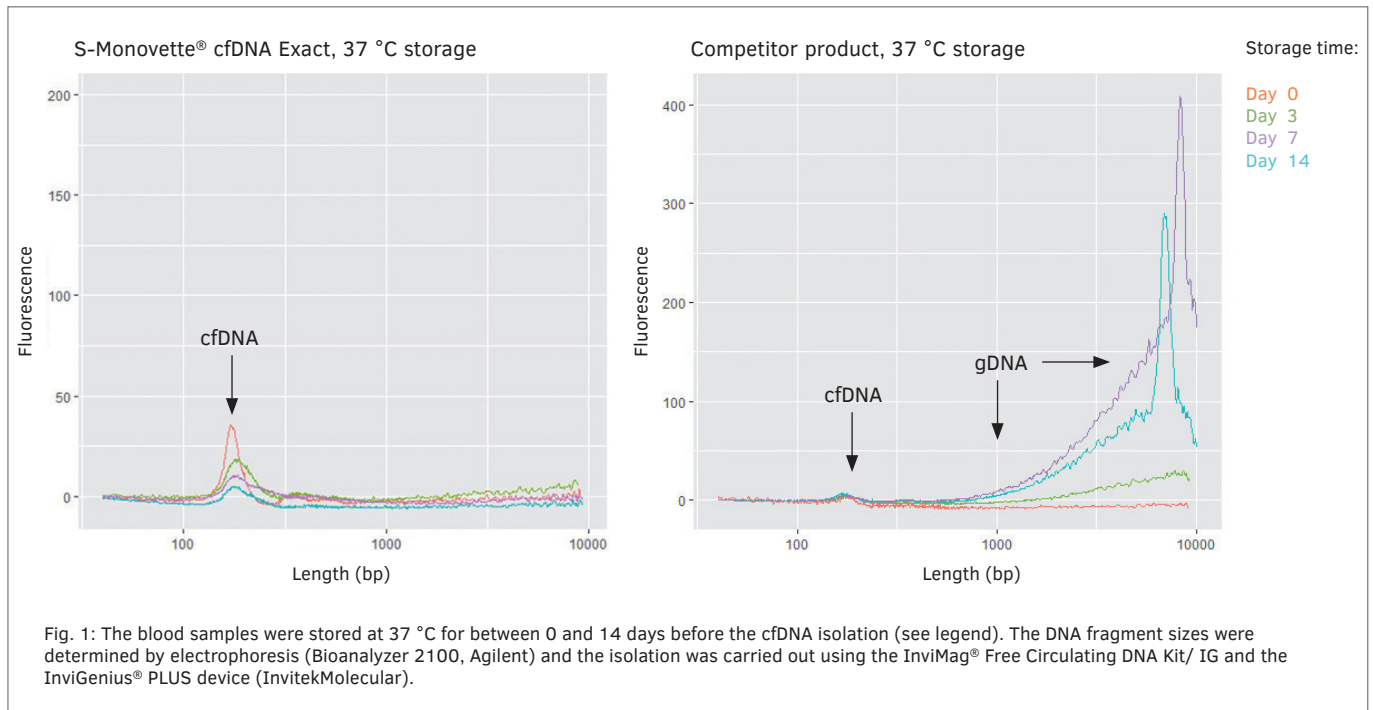 S-Monovette® cfDNA Exact, 37 °C storage
200
150
100
50
0
Fluorescence
cfDNA
100
1000
10000
Length (bp)
Competitor product, 37 °C storage
400
300
200
100
0
Fluorescence
cfDNA
gDNA
100
1000
10000
Length (bp)
Storage time:
Day 0
Day 3
Day 7
Day 14
Fig. 1: The blood samples were stored at 37 °C for between 0 and 14 days before the cfDNA isolation (see legend). The DNA fragment sizes were
determined by electrophoresis (Bioanalyzer 2100, Agilent) and the isolation was carried out using the InviMag® Free Circulating DNA Kit/ IG and the
InviGenius® PLUS device (InvitekMolecular).